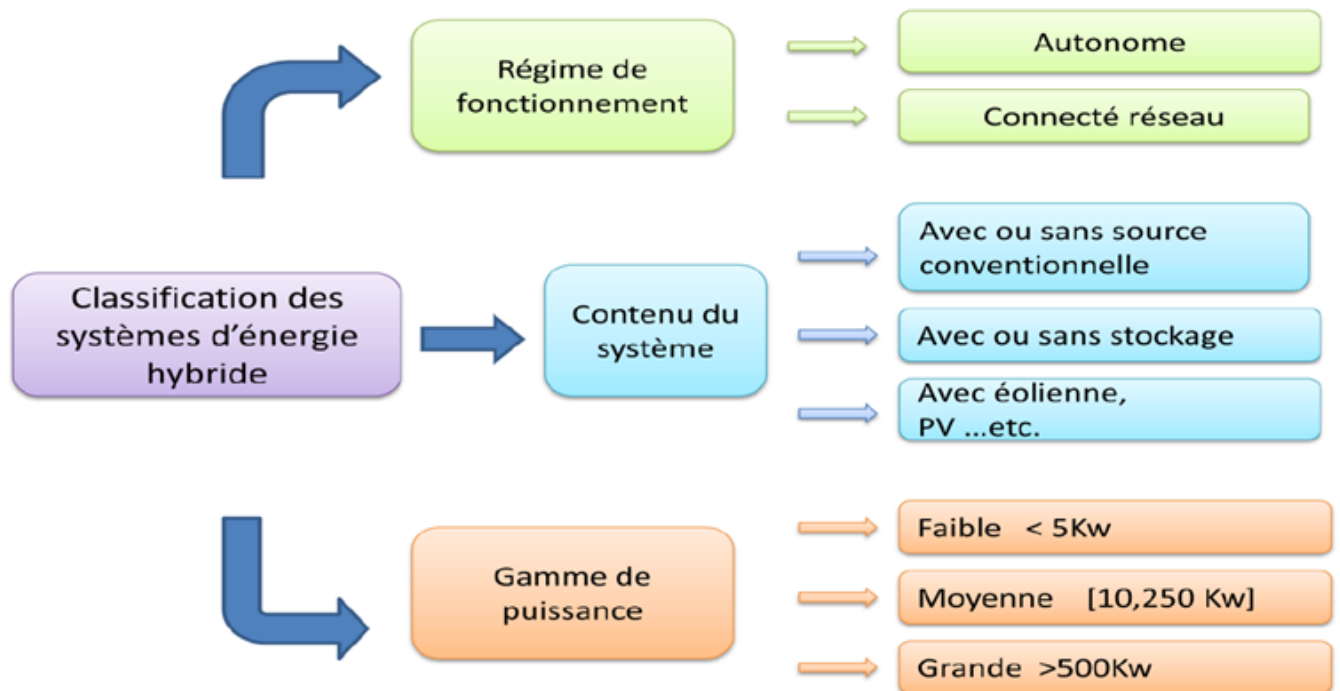 Régime de
fonctionnement
Autonome
Connecté réseau
Classification des
systèmes d’énergie
hybride
Contenu du
système
Avec ou sans source
conventionnelle
Avec ou sans stockage
Avec éolienne,
PV ...etc.
Gamme de
puissance
Faible < 5Kw
Moyenne [10,250 Kw]
Grande >500Kw